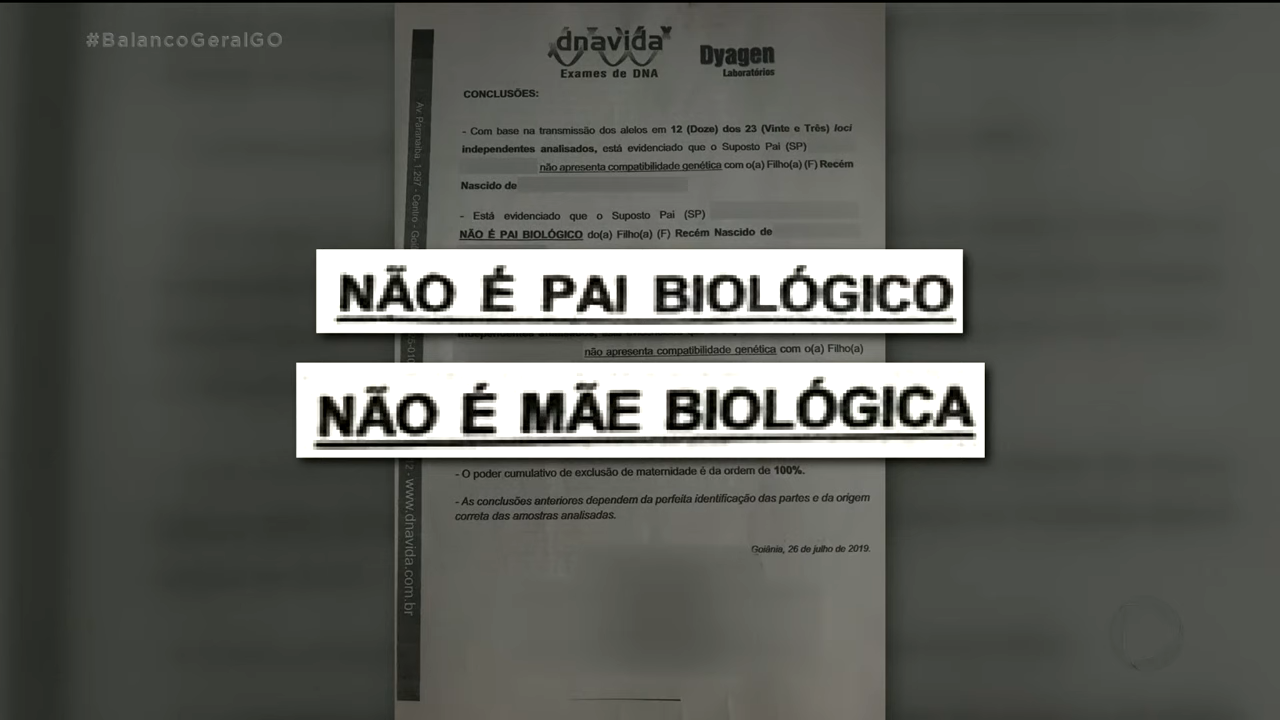 #BalancoGeralGO
dnavida
Exames de DNA
Dyagen
Laboratórios
CONCLUSÕES:
- Com base na transmissão dos alelos em 12 (Doze) dos 23 (Vinte e Três) loci
independentes analisados, está evidenciado que o Suposto Pai (SP)
não apresenta compatibilidade genética com o(a) Filho(a) (F) Recém
Nascido de
- Está evidenciado que o Suposto Pai (SP)
NÃO É PAI BIOLÓGICO do(a) Filho(a) (F) Recém Nascido de
NÃO É PAI BIOLÓGICO
não apresenta compatibilidade genética com o(a) Filho(a)
NÃO É MÃE BIOLÓGICA
- O poder cumulativo de exclusão de maternidade é da ordem de 100%.
- As conclusões anteriores dependem da perfeita identificação das partes e da origem
correta das amostras analisadas.
Goiânia, 26 de julho de 2019.
Av. Paranaíba, 1.297 - Centro -
www.dnavida.com.br